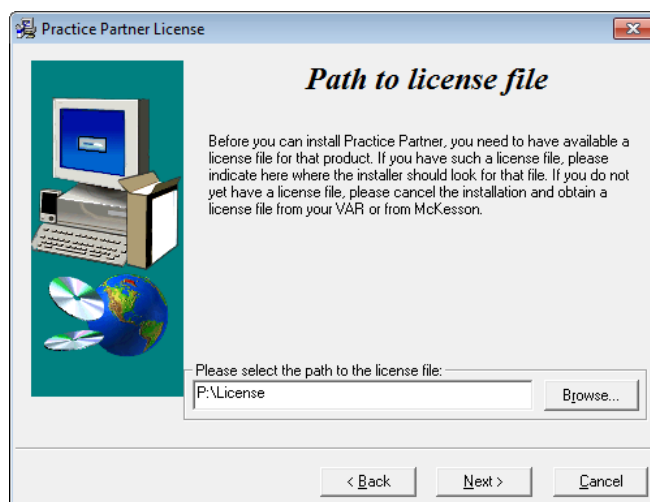 Practice Partner License
Path to license file
Before you can install Practice Partner, you need to have available a
license file for that product. If you have such a license file, please
indicate here where the installer should look for that file. If you do not
yet have a license file, please cancel the installation and obtain a
license file from your VAR or from McKesson.
Please select the path to the license file:
P:\License
Browse...
< Back
Next >
Cancel